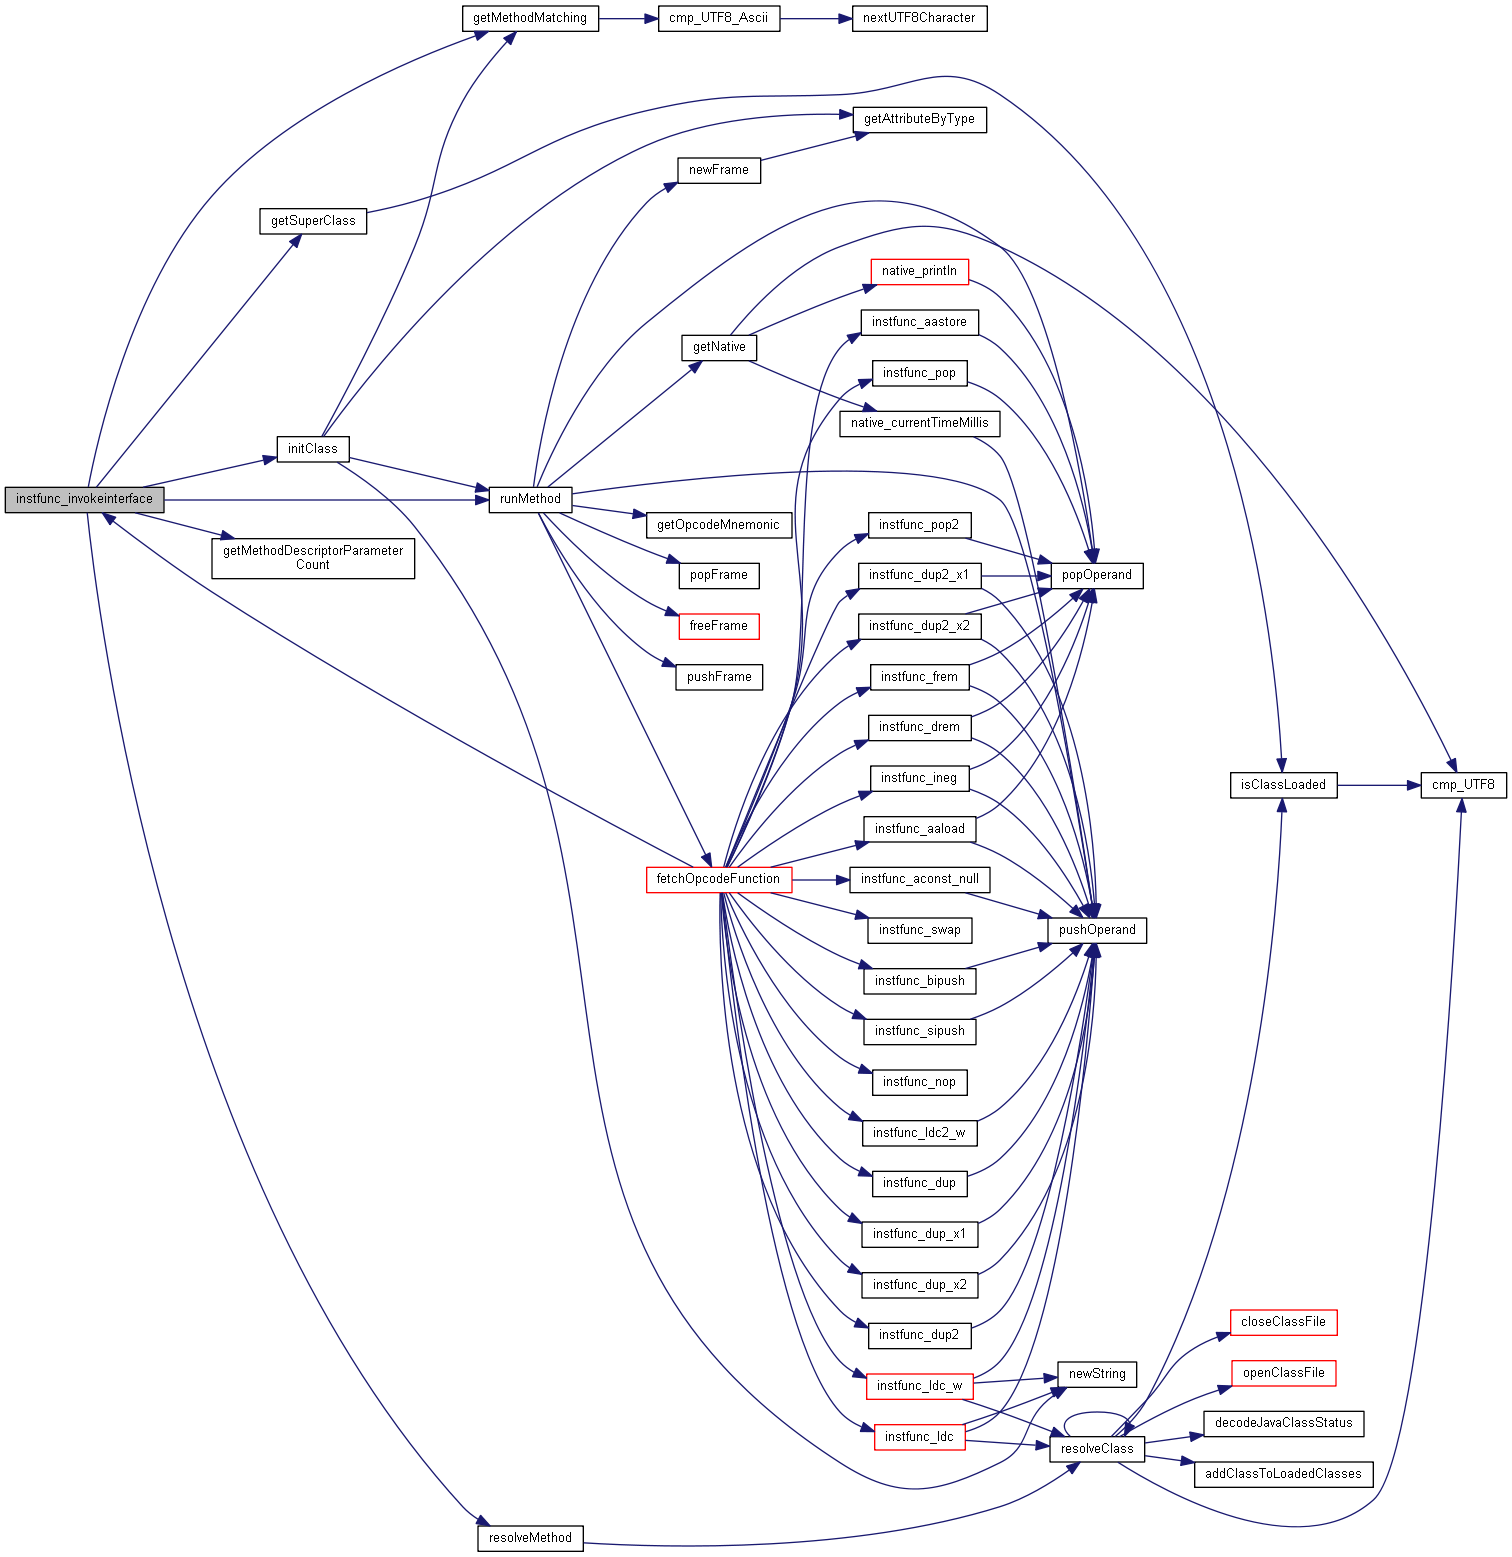 getMethodMatching
cmp_UTF8_Ascii
nextUTF8Character
getAttributeByType
newFrame
getSuperClass
native_println
instfunc_aastore
getNative
instfunc_pop
native_currentTimeMillis
initClass
instfunc_invokeinterface
runMethod
getOpcodeMnemonic
instfunc_pop2
getMethodDescriptorParameter
Count
popFrame
instfunc_dup2_x1
popOperand
freeFrame
instfunc_dup2_x2
pushFrame
instfunc_frem
instfunc_drem
instfunc_ineg
isClassLoaded
cmp_UTF8
instfunc_aaload
fetchOpcodeFunction
instfunc_aconst_null
instfunc_swap
pushOperand
instfunc_bipush
instfunc_sipush
instfunc_nop
instfunc_ldc2_w
instfunc_dup
instfunc_dup_x1
instfunc_dup_x2
closeClassFile
instfunc_dup2
newString
openClassFile
instfunc_ldc_w
decodeJavaClassStatus
instfunc_ldc
resolveClass
addClassToLoadedClasses
resolveMethod